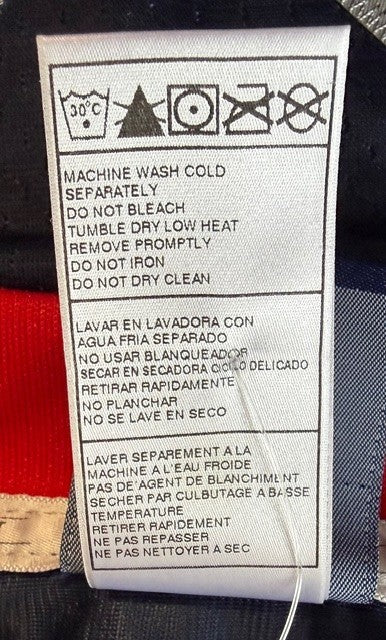 30°C
MACHINE WASH COLD
SEPARATELY
DO NOT BLEACH
TUMBLE DRY LOW HEAT
REMOVE PROMPTLY
DO NOT IRON
DO NOT DRY CLEAN
LAVAR EN LAVADORA CON
AGUA FRIA SEPARADO
NO USAR BLANQUEADOR
SECAR EN SECADORA CICLO DELICADO
RETIRAR RAPIDAMENTE
NO PLANCHAR
NO SE LAVE EN SECO
LAVER SEPAREMENT A LA
MACHINE A L'EAU FROIDE
PAS D'AGENT DE BLANCHIMENT
SECHER PAR CULBUTAGE A BASSE
TEMPERATURE
RETIRER RAPIDEMENT
NE PAS REPASSER
NE PAS NETTOYER A SEC